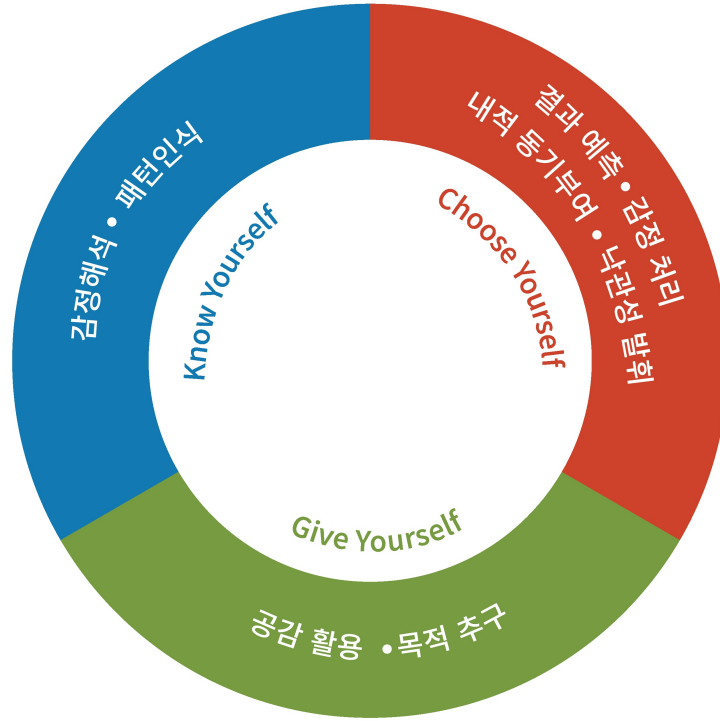 감정해석 • 패턴인식
Know Yourself
결과 예측 • 감정 처리
내적 동기부여 • 낙관성 발휘
Choose Yourself
Give Yourself
공감 활용 • 목적 추구